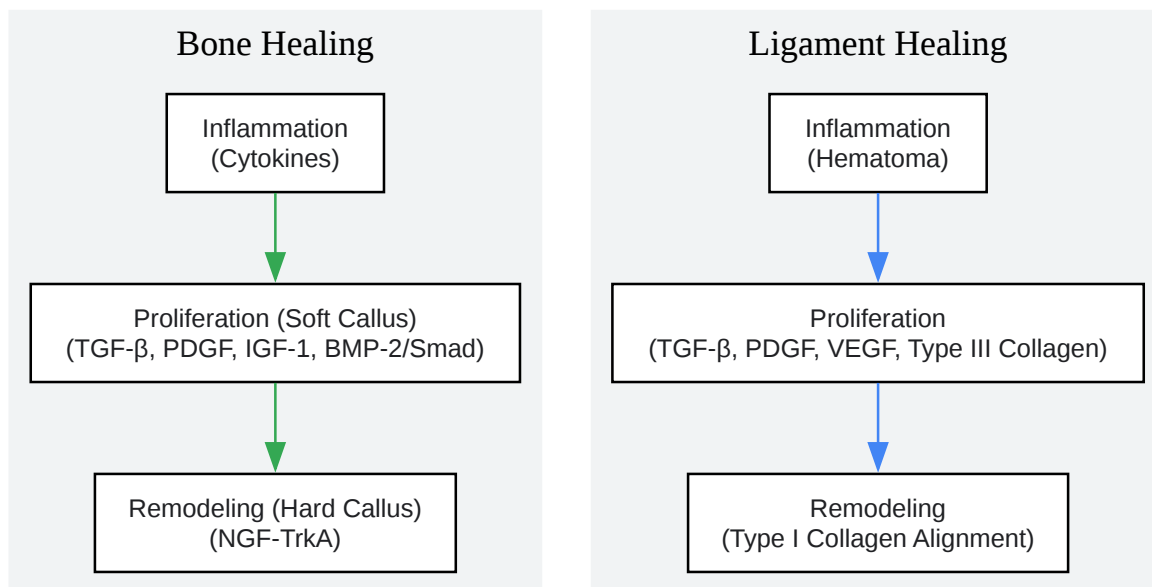 Bone Healing
Inflammation
(Cytokines)
Proliferation (Soft Callus)
(TGF-β, PDGF, IGF-1, BMP-2/Smad)
Remodeling (Hard Callus)
(NGF-TrkA)
Ligament Healing
Inflammation
(Hematoma)
Proliferation
(TGF-β, PDGF, VEGF, Type III Collagen)
Remodeling
(Type I Collagen Alignment)